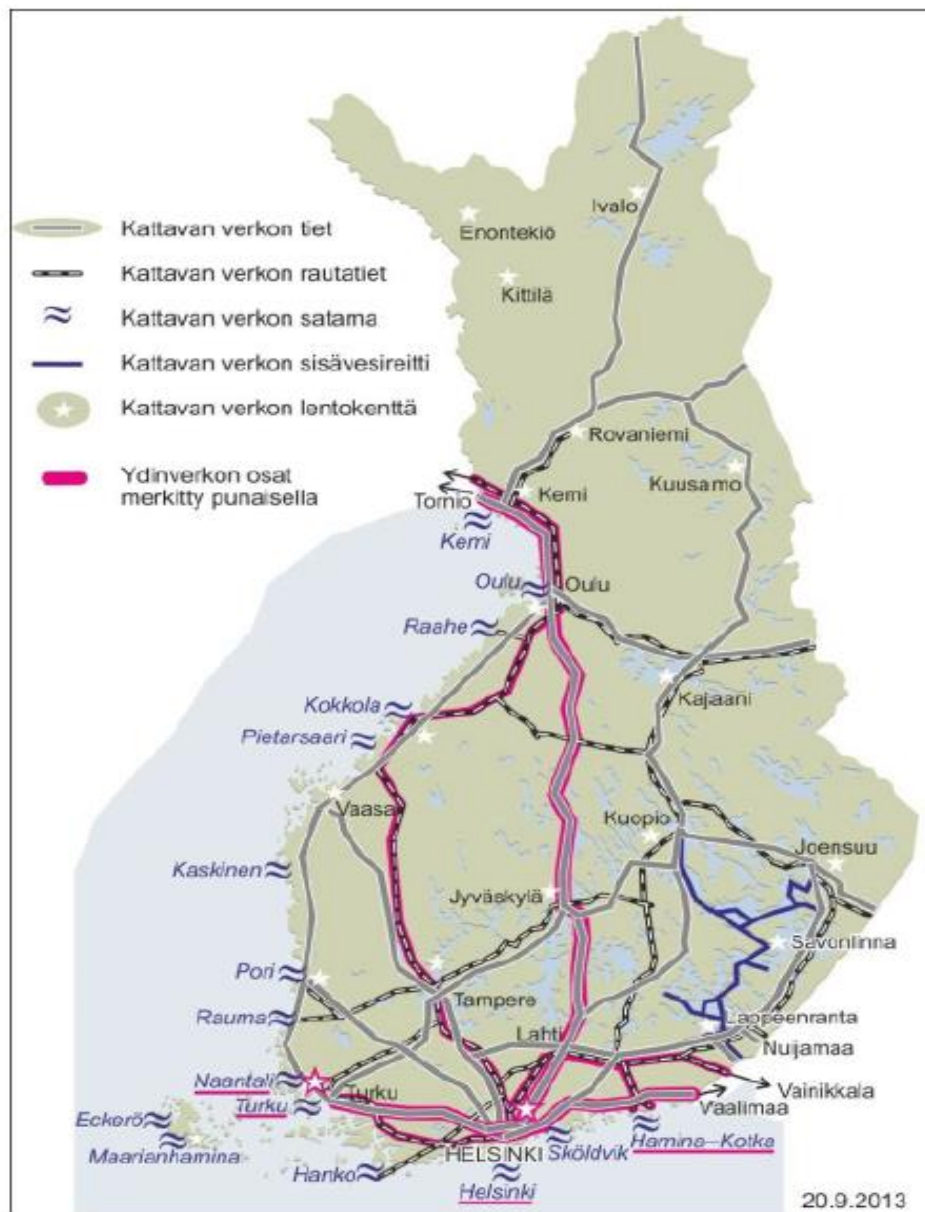 Kattavan verkon tiet
Kattavan verkon rautatiet
Kattavan verkon satama
Kattavan verkon sisävesireitti
Kattavan verkon lentokenttä
Ydinverkon osat
merkitty punaisella
Ivalo
Enontekiö
Kittilä
Rovaniemi
Kuusamo
Kemi
Tornio
Kemi
Oulu
Oulu
Raahe
Kajaani
Kokkola
Pietarsaari
Vaasa
Kuopio
Joensuu
Kaskinen
Jyväskylä
Savonlinna
Pori
Tampere
Rauma
Lappeenranta
Lahti
Nuijamaa
Naantali
Turku
Vainikkala
Turku
Vaalimaa
Eckerö
Hamina–Kotka
Maarianhamina
HELSINKI
Sköldvik
Hanko
Helsinki
20.9.2013